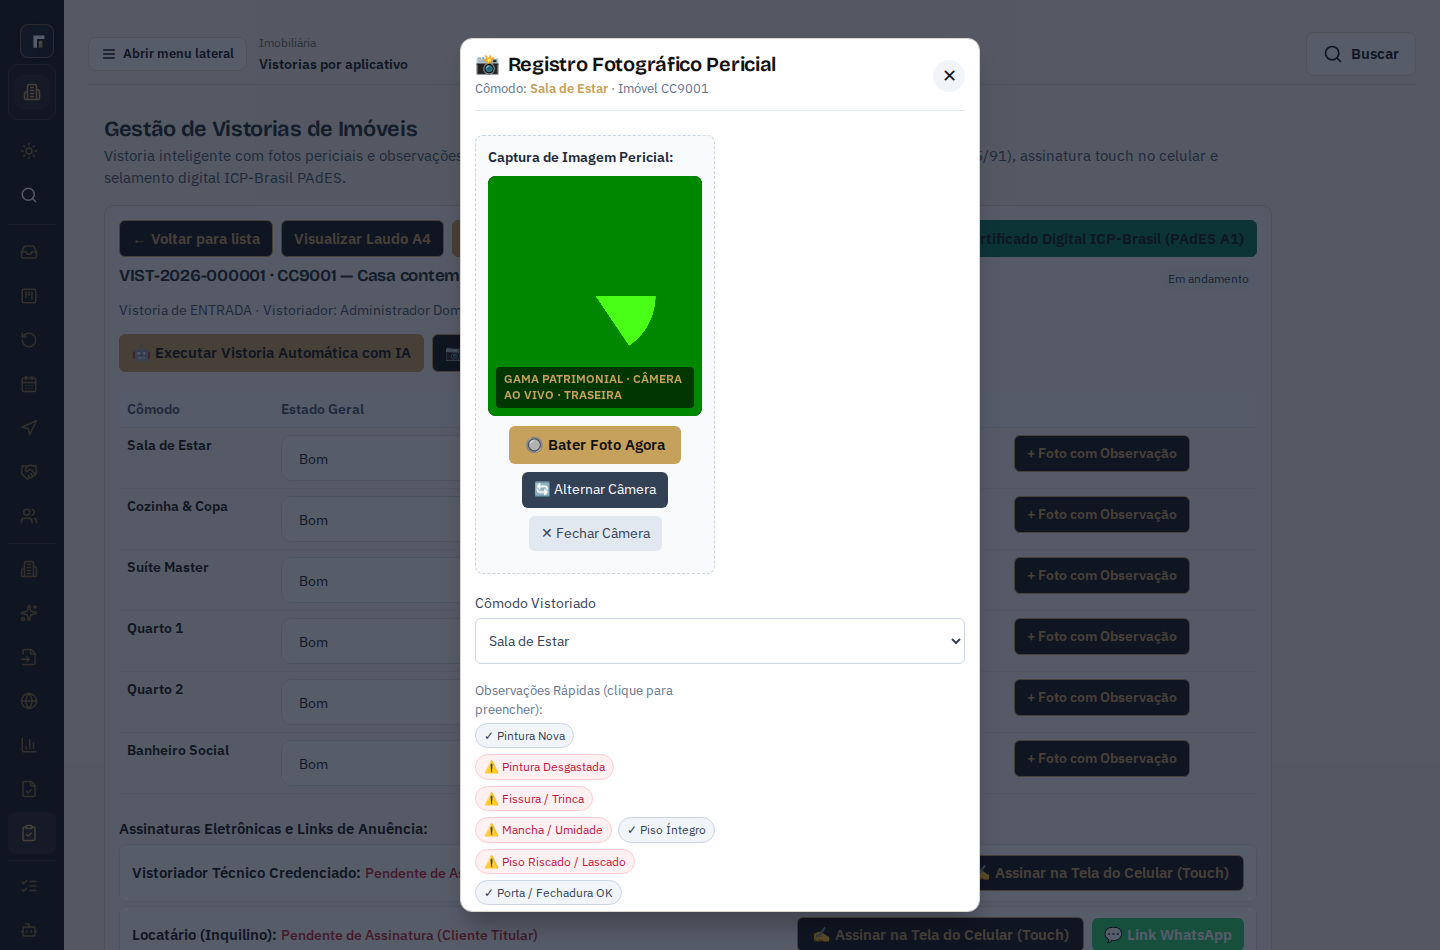 Abrir menu lateral
Imobiliária
Vistorias por aplicativo
Buscar
Gestão de Vistorias de Imóveis
Vistoria inteligente com fotos periciais e observações
5/91), assinatura touch no celular e
selamento digital ICP-Brasil PAdES.
← Voltar para lista
Visualizar Laudo A4
rtificado Digital ICP-Brasil (PAdES A1)
VIST-2026-000001 · CC9001 — Casa contem
Em andamento
Vistoria de ENTRADA · Vistoriador: Administrador Dom
Executar Vistoria Automática com IA
Cômodo
Estado Geral
Sala de Estar
Bom
+ Foto com Observação
Cozinha & Copa
Bom
+ Foto com Observação
Suíte Master
Bom
+ Foto com Observação
Quarto 1
Bom
+ Foto com Observação
Quarto 2
Bom
+ Foto com Observação
Banheiro Social
Bom
+ Foto com Observação
Assinaturas Eletrônicas e Links de Anuência:
Vistoriador Técnico Credenciado: Pendente de As
Assinar na Tela do Celular (Touch)
Locatário (Inquilino): Pendente de Assinatura (Cliente Titular)
Assinar na Tela do Celular (Touch)
Link WhatsApp
Registro Fotográfico Pericial
✕
Cômodo: Sala de Estar · Imóvel CC9001
Captura de Imagem Pericial:
GAMA PATRIMONIAL · CÂMERA
AO VIVO · TRASEIRA
Bater Foto Agora
Alternar Câmera
✕ Fechar Câmera
Cômodo Vistoriado
Sala de Estar
Observações Rápidas (clique para
preencher):
✓ Pintura Nova
⚠️ Pintura Desgastada
⚠️ Fissura / Trinca
⚠️ Mancha / Umidade
✓ Piso Íntegro
⚠️ Piso Riscado / Lascado
✓ Porta / Fechadura OK